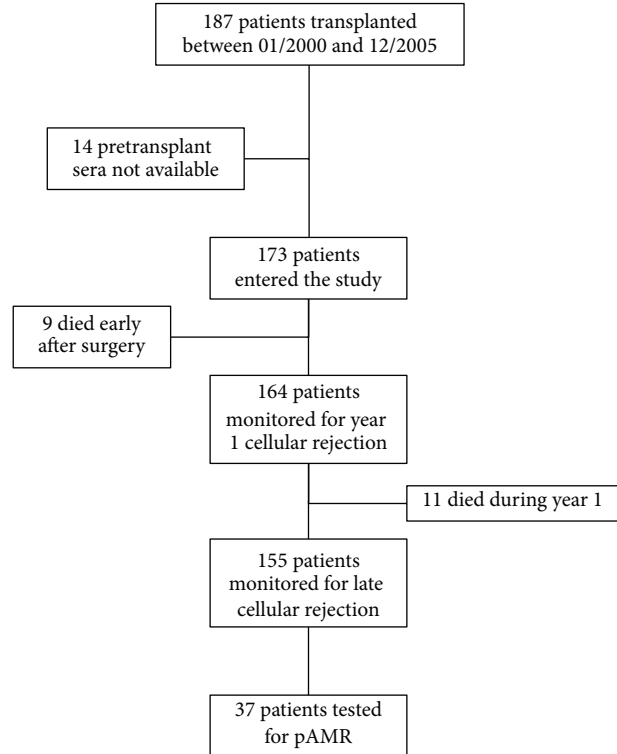 187 patients transplanted
between 01/2000 and 12/2005
14 pretransplant
sera not available
173 patients
entered the study
9 died early
after surgery
164 patients
monitored for year
1 cellular rejection
11 died during year 1
155 patients
monitored for late
cellular rejection
37 patients tested
for pAMR